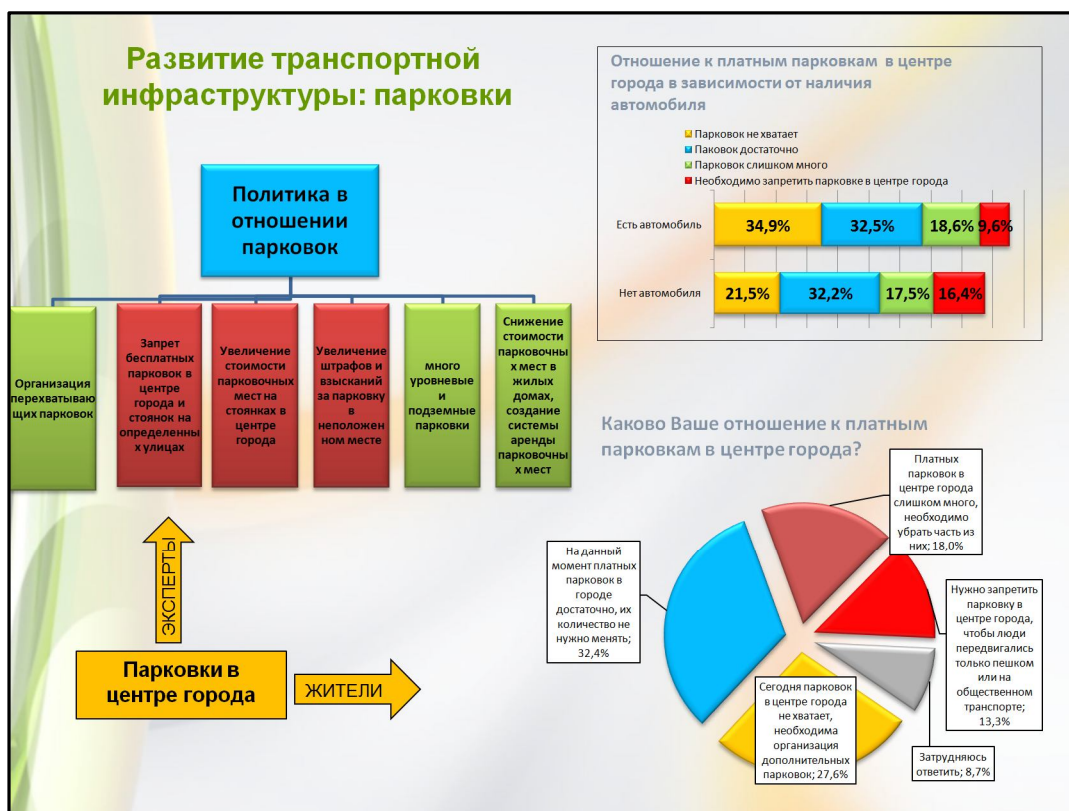 Развитие транспортной
инфраструктуры: парковки
Политика в
отношении
парковок
Организация
перехватываю
щих парковок
Запрет
бесплатных
парковок в
центре
города и
стоянок на
определенны
х улицах
Увеличение
стоимости
парковочных
мест на
стоянках в
центре
города
Увеличение
штрафов и
взысканий
за парковку
в
неположен
ном месте
много
уровневые
и
подземные
парковки
Снижение
стоимости
парковочны
х мест в
жилых
домах,
создание
системы
аренды
парковочны
х мест
ЭКСПЕРТЫ
Парковки в
центре города
ЖИТЕЛИ
Отношение к платным парковкам в центре
города в зависимости от наличия
автомобиля
Парковок не хватает
Паковок достаточно
Парковок слишком много
Необходимо запретить парковке в центре города
Есть автомобиль
34,9%
32,5%
18,6%
9,6%
Нет автомобиля
21,5%
32,2%
17,5%
16,4%
Каково Ваше отношение к платным
парковкам в центре города?
Платных
парковок в
центре города
слишком много,
необходимо
убрать часть из
них; 18,0%
На данный
момент платных
парковок в
городе
достаточно, их
количество не
нужно менять;
32,4%
Нужно запретить
парковку в
центре города,
чтобы люди
передвигались
только пешком
или на
общественном
транспорте;
13,3%
Сегодня парковок
в центре города
не хватает,
необходима
организация
дополнительных
парковок; 27,6%
Затрудняюсь
ответить; 8,7%